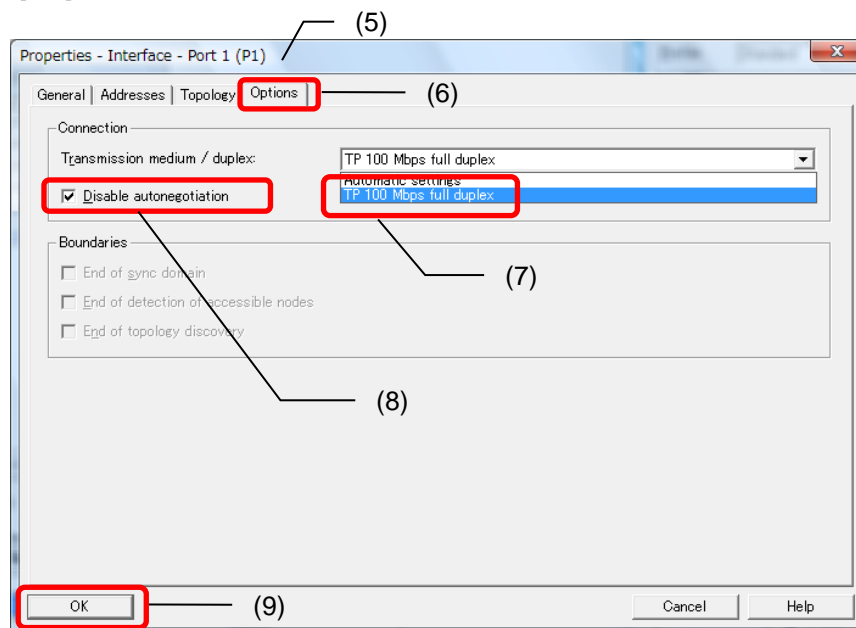 (5)
Properties - Interface - Port 1 (P1)
General Addresses Topology Options
(6)
Connection
Transmission medium / duplex:
TP 100 Mbps full duplex
Automatic settings
Disable autonegotiation
TP 100 Mbps full duplex
(7)
Boundaries
End of sync domain
End of detection of accessible nodes
End of topology discovery
(8)
OK
(9)
Cancel
Help